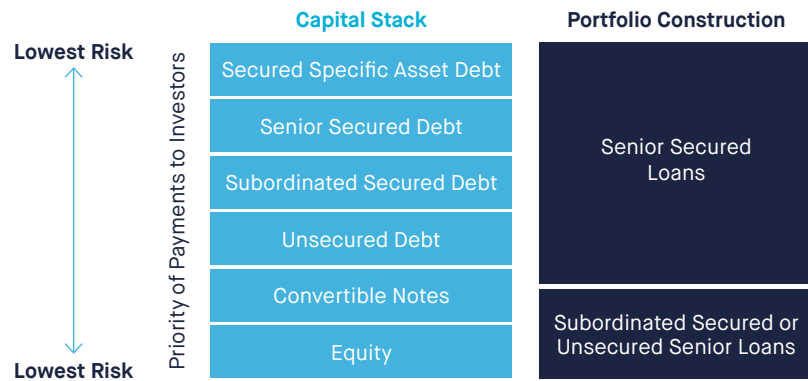 Capital Stack
Portfolio Construction
Lowest Risk
Priority of Payments to Investors
Secured Specific Asset Debt
Senior Secured Debt
Subordinated Secured Debt
Unsecured Debt
Convertible Notes
Equity
Senior Secured
Loans
Subordinated Secured or
Unsecured Senior Loans
Lowest Risk